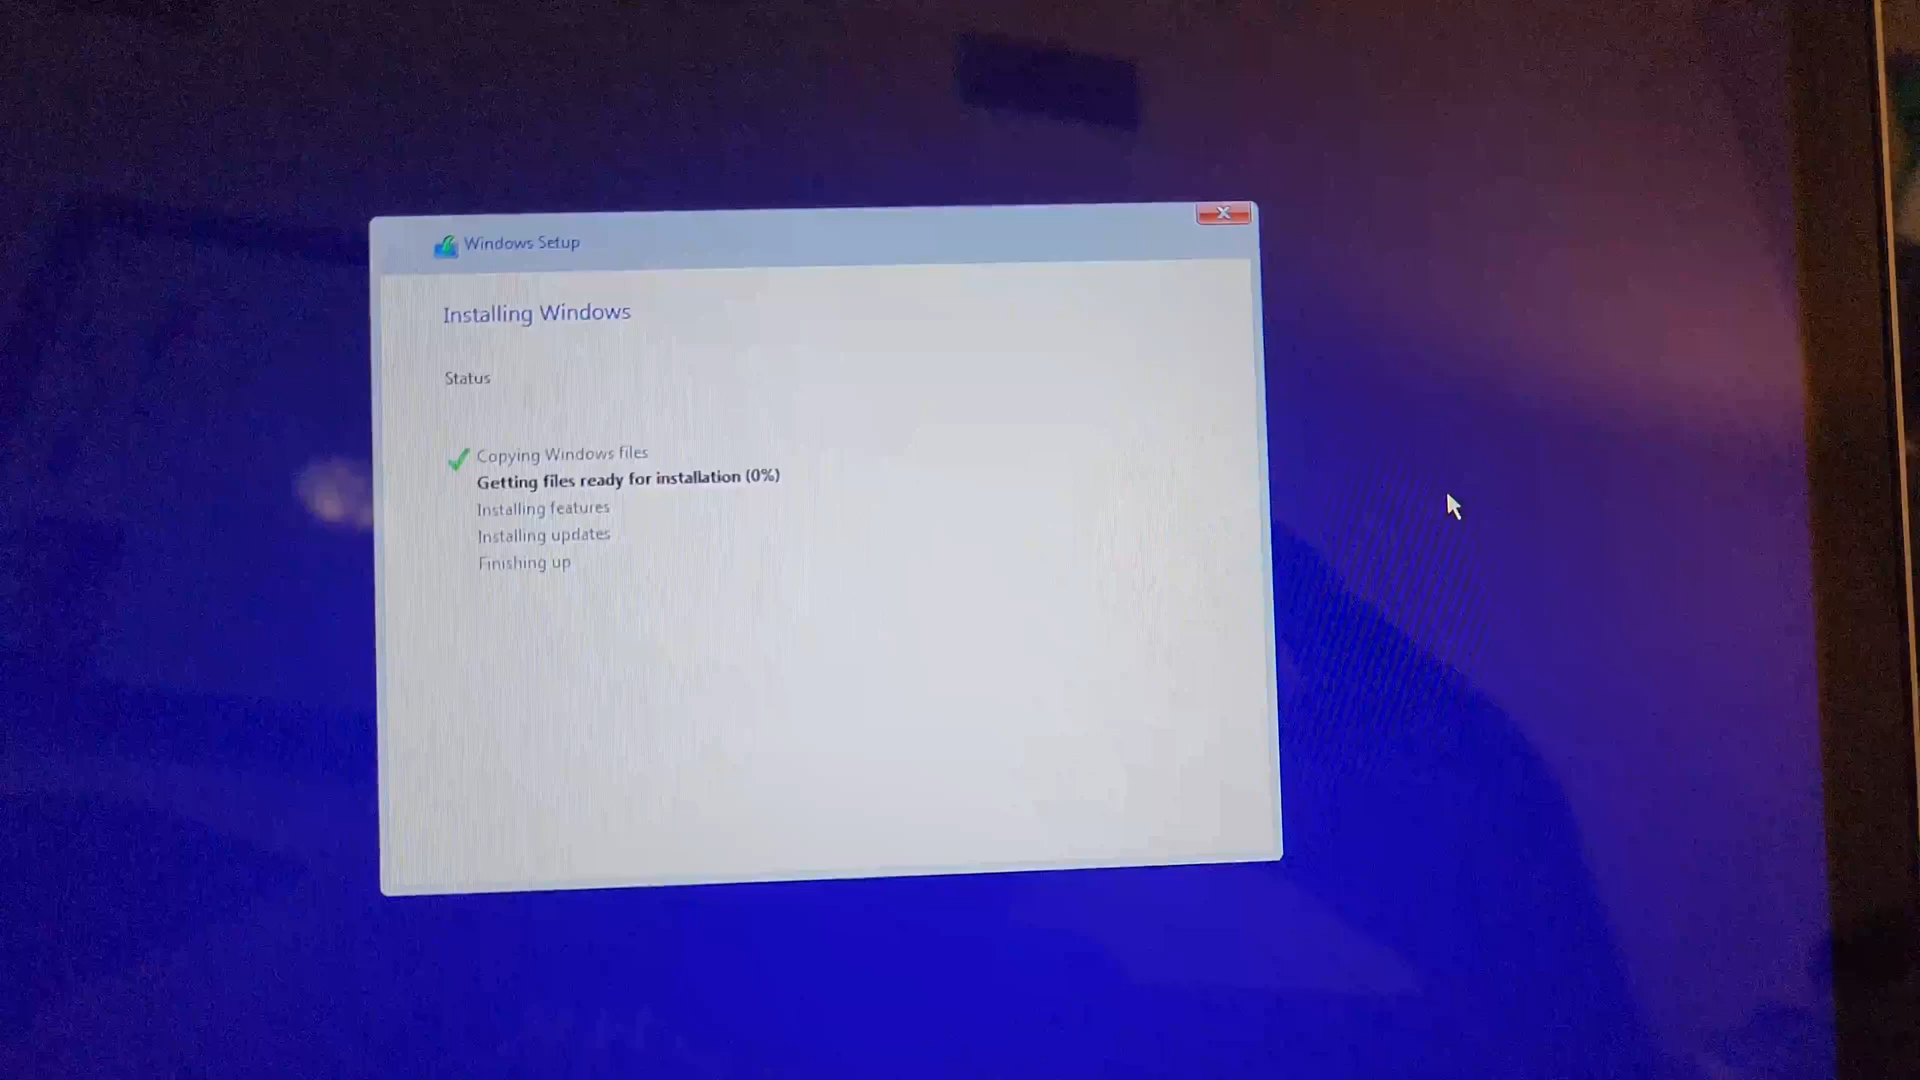 Windows Setup
Installing Windows
Status
Copying Windows files
Getting files ready for installation (0%)
Installing features
Installing updates
Finishing up